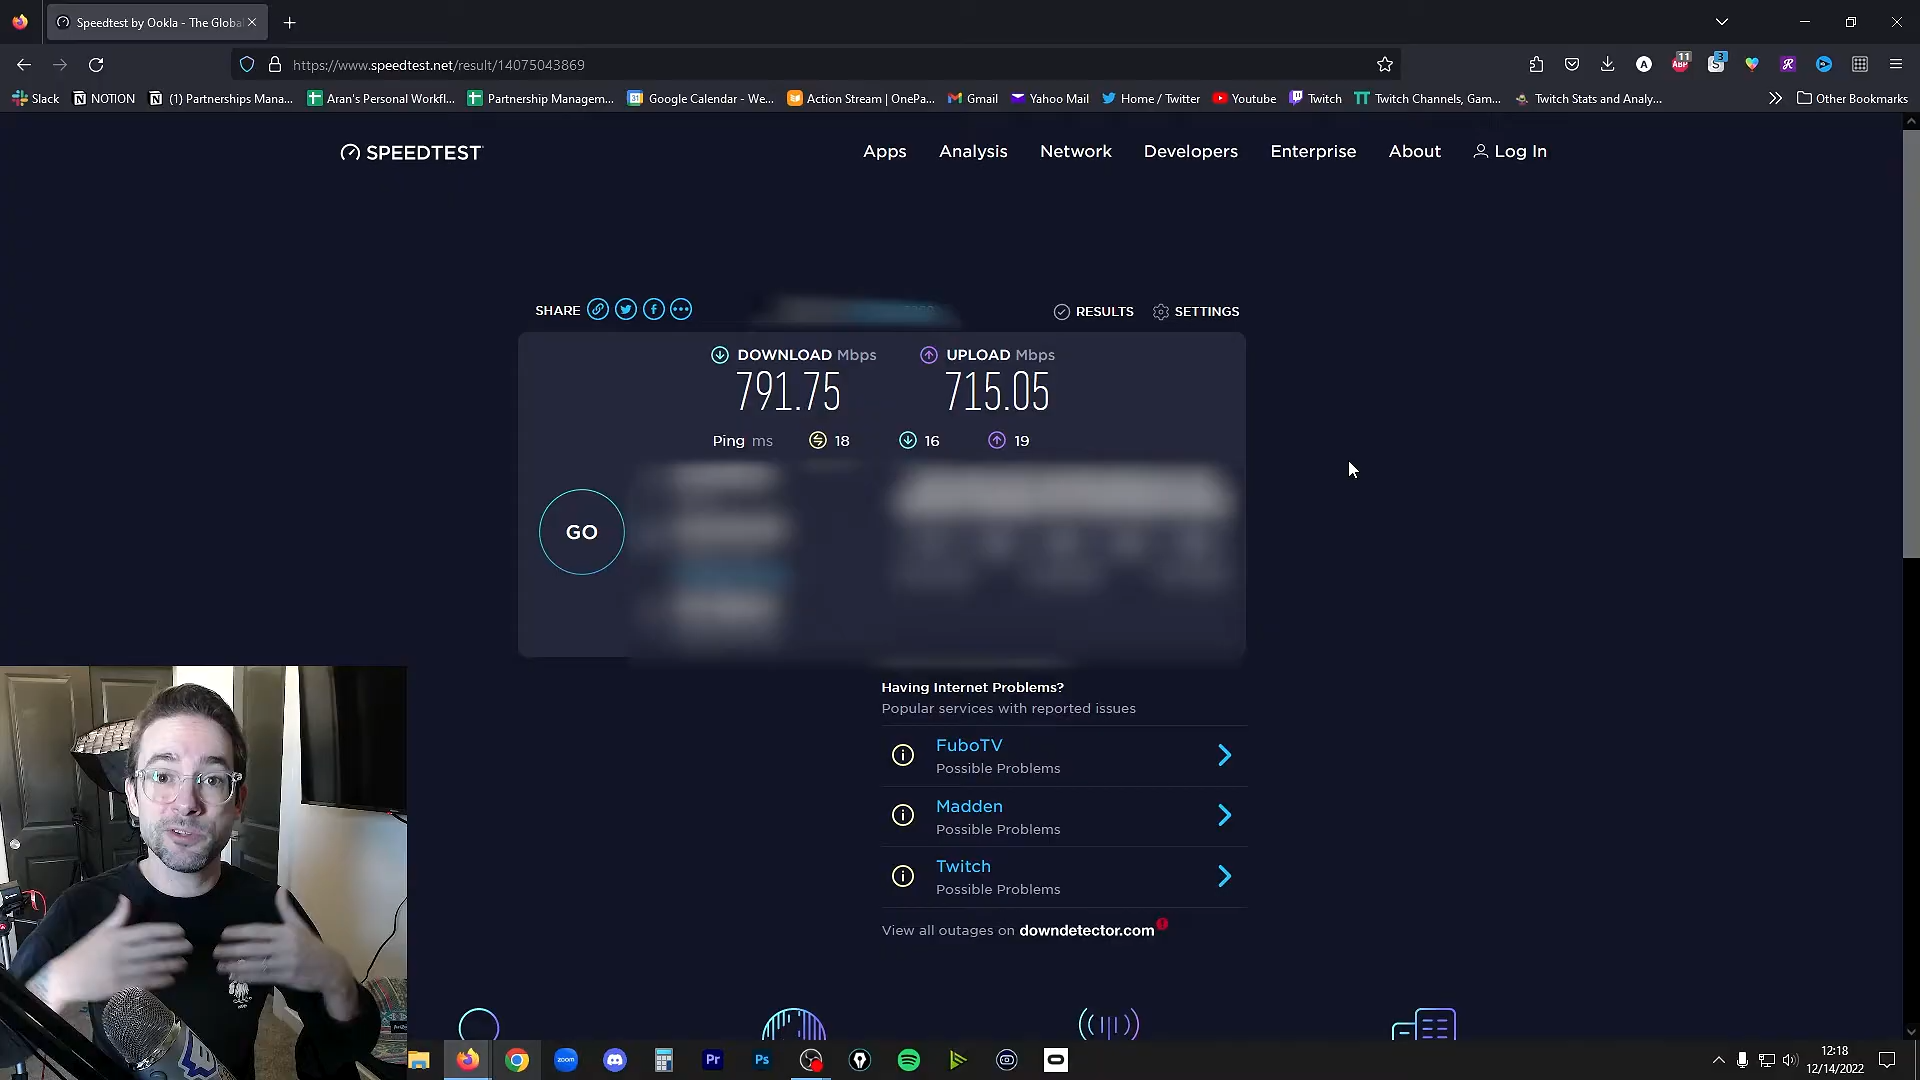 Speedtest by Ookla - The Global
https://www.speedtest.net/result/14075043869
11
3
Slack
NOTION
(1) Partnerships Mana...
Aran's Personal Workfl...
Partnership Managem...
Google Calendar - We...
Action Stream | OnePa...
Gmail
Yahoo Mail
Home / Twitter
Youtube
Twitch
Twitch Channels, Gam...
Twitch Stats and Analy...
Other Bookmarks
SPEEDTEST
Apps
Analysis
Network
Developers
Enterprise
About
Log In
SHARE
RESULTS
SETTINGS
DOWNLOAD Mbps
791.75
UPLOAD Mbps
715.05
Ping ms
18
16
19
GO
Having Internet Problems?
Popular services with reported issues
FuboTV
Possible Problems
Madden
Possible Problems
Twitch
Possible Problems
View all outages on downdetector.com
zoom
Pr
Ps
12:18
12/14/2022